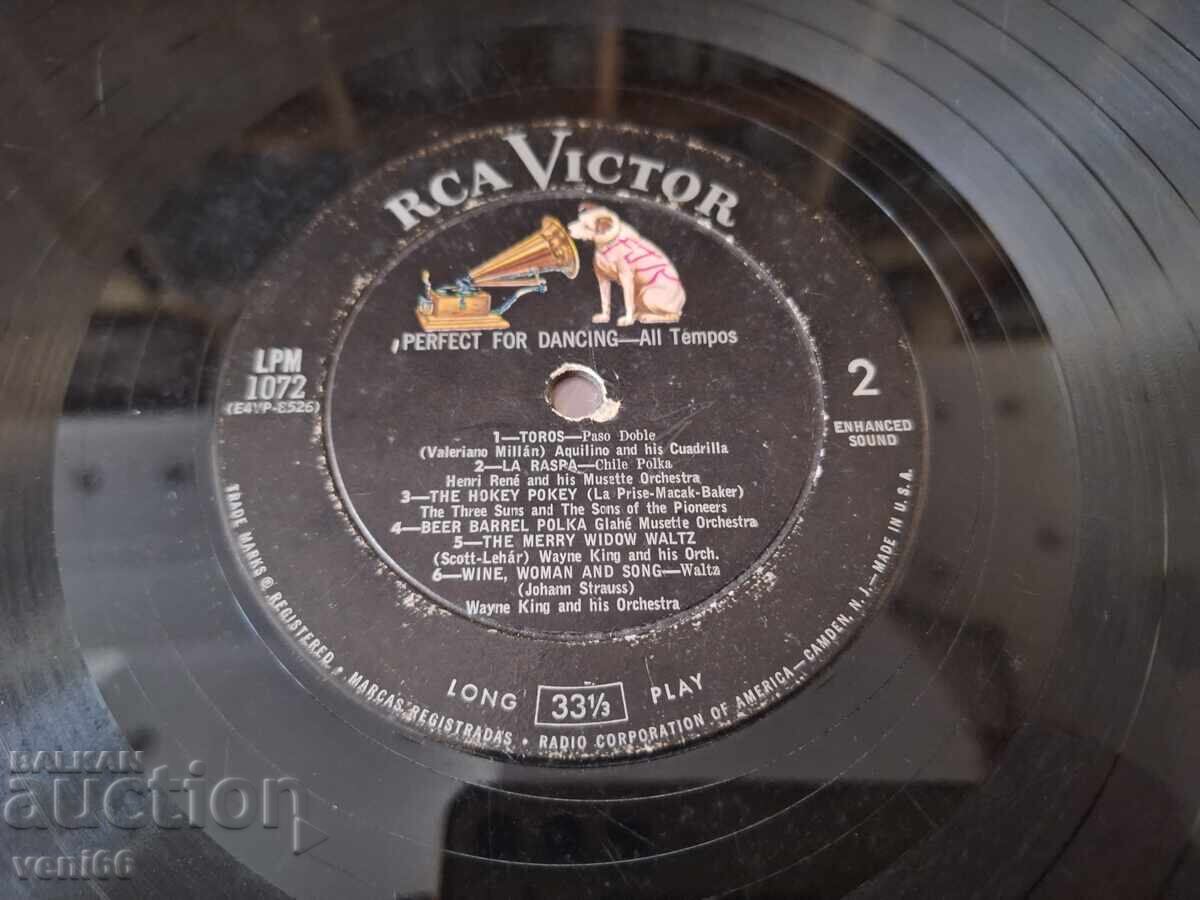 RCA VICTOR
PERFECT FOR DANCING—All Tempos
LPM
1072
(E4VP-8526)
2
ENHANCED
SOUND
1—TOROS—Paso Doble
(Valeriano Millán) Aquilino and his Cuadrilla
2—LA RASPA—Chile Polka
Henri René and his Musette Orchestra
3—THE HOKEY POKEY (La Prise-Macak-Baker)
The Three Suns and The Sons of the Pioneers
4—BEER BARREL POLKA Glahé Musette Orchestra
5—THE MERRY WIDOW WALTZ
(Scott-Lehár) Wayne King and his Orch.
6—WINE, WOMAN AND SONG—Waltz
(Johann Strauss)
Wayne King and his Orchestra
LONG 33⅓ PLAY
TRADE MARKS ® REGISTERED • MARCAS REGISTRADAS • RADIO CORPORATION OF AMERICA—CAMDEN, N. J.—MADE IN U.S.A.
BALKAN
auction
veni66